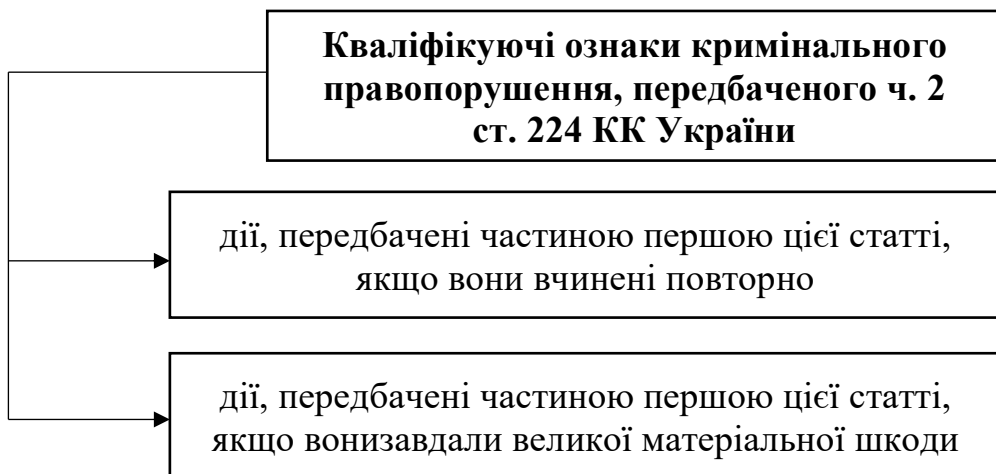 Кваліфікуючі ознаки кримінального
правопорушення, передбаченого ч. 2
ст. 224 КК України
дії, передбачені частиною першою цієї статті,
якщо вони вчинені повторно
дії, передбачені частиною першою цієї статті,
якщо вонизавдали великої матеріальної шкоди